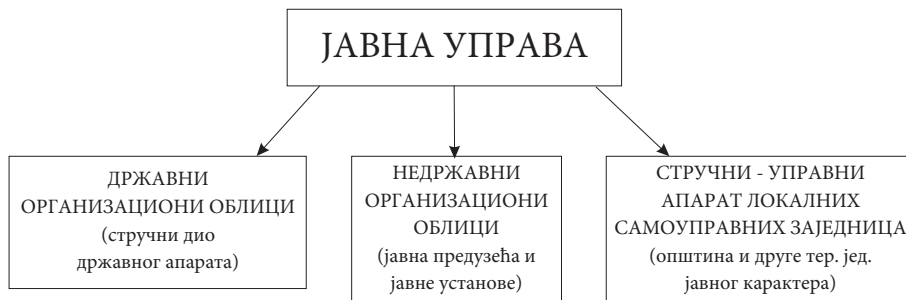 ЈАВНА УПРАВА
ДРЖАВНИ
ОРГАНИЗАЦИОНИ ОБЛИЦИ
(стручни дио
државног апарата)
НЕДРЖАВНИ
ОРГАНИЗАЦИОНИ
ОБЛИЦИ
(јавна предузећа и
јавне установе)
СТРУЧНИ - УПРАВНИ
АПАРАТ ЛОКАЛНИХ
САМОУПРАВНИХ ЗАЈЕДНИЦА
(општина и друге тер. јед.
јавног карактера)